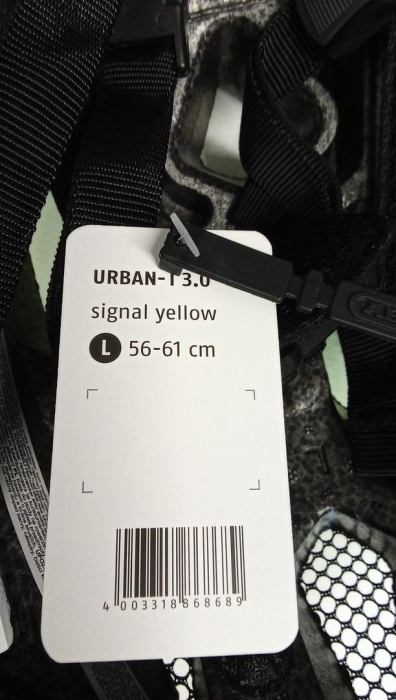 URBAN-I 3.0
signal yellow
L 56-61 cm
4 003318 868689